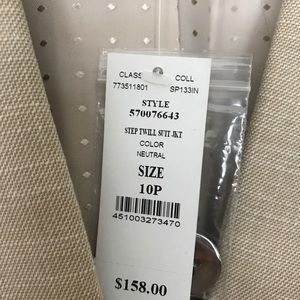 CLASS COLL
773511801 SP133IN
STYLE
570076643
STEP TWILL SUIT JKT
COLOR
NEUTRAL
SIZE
10P
451003273470
$158.00